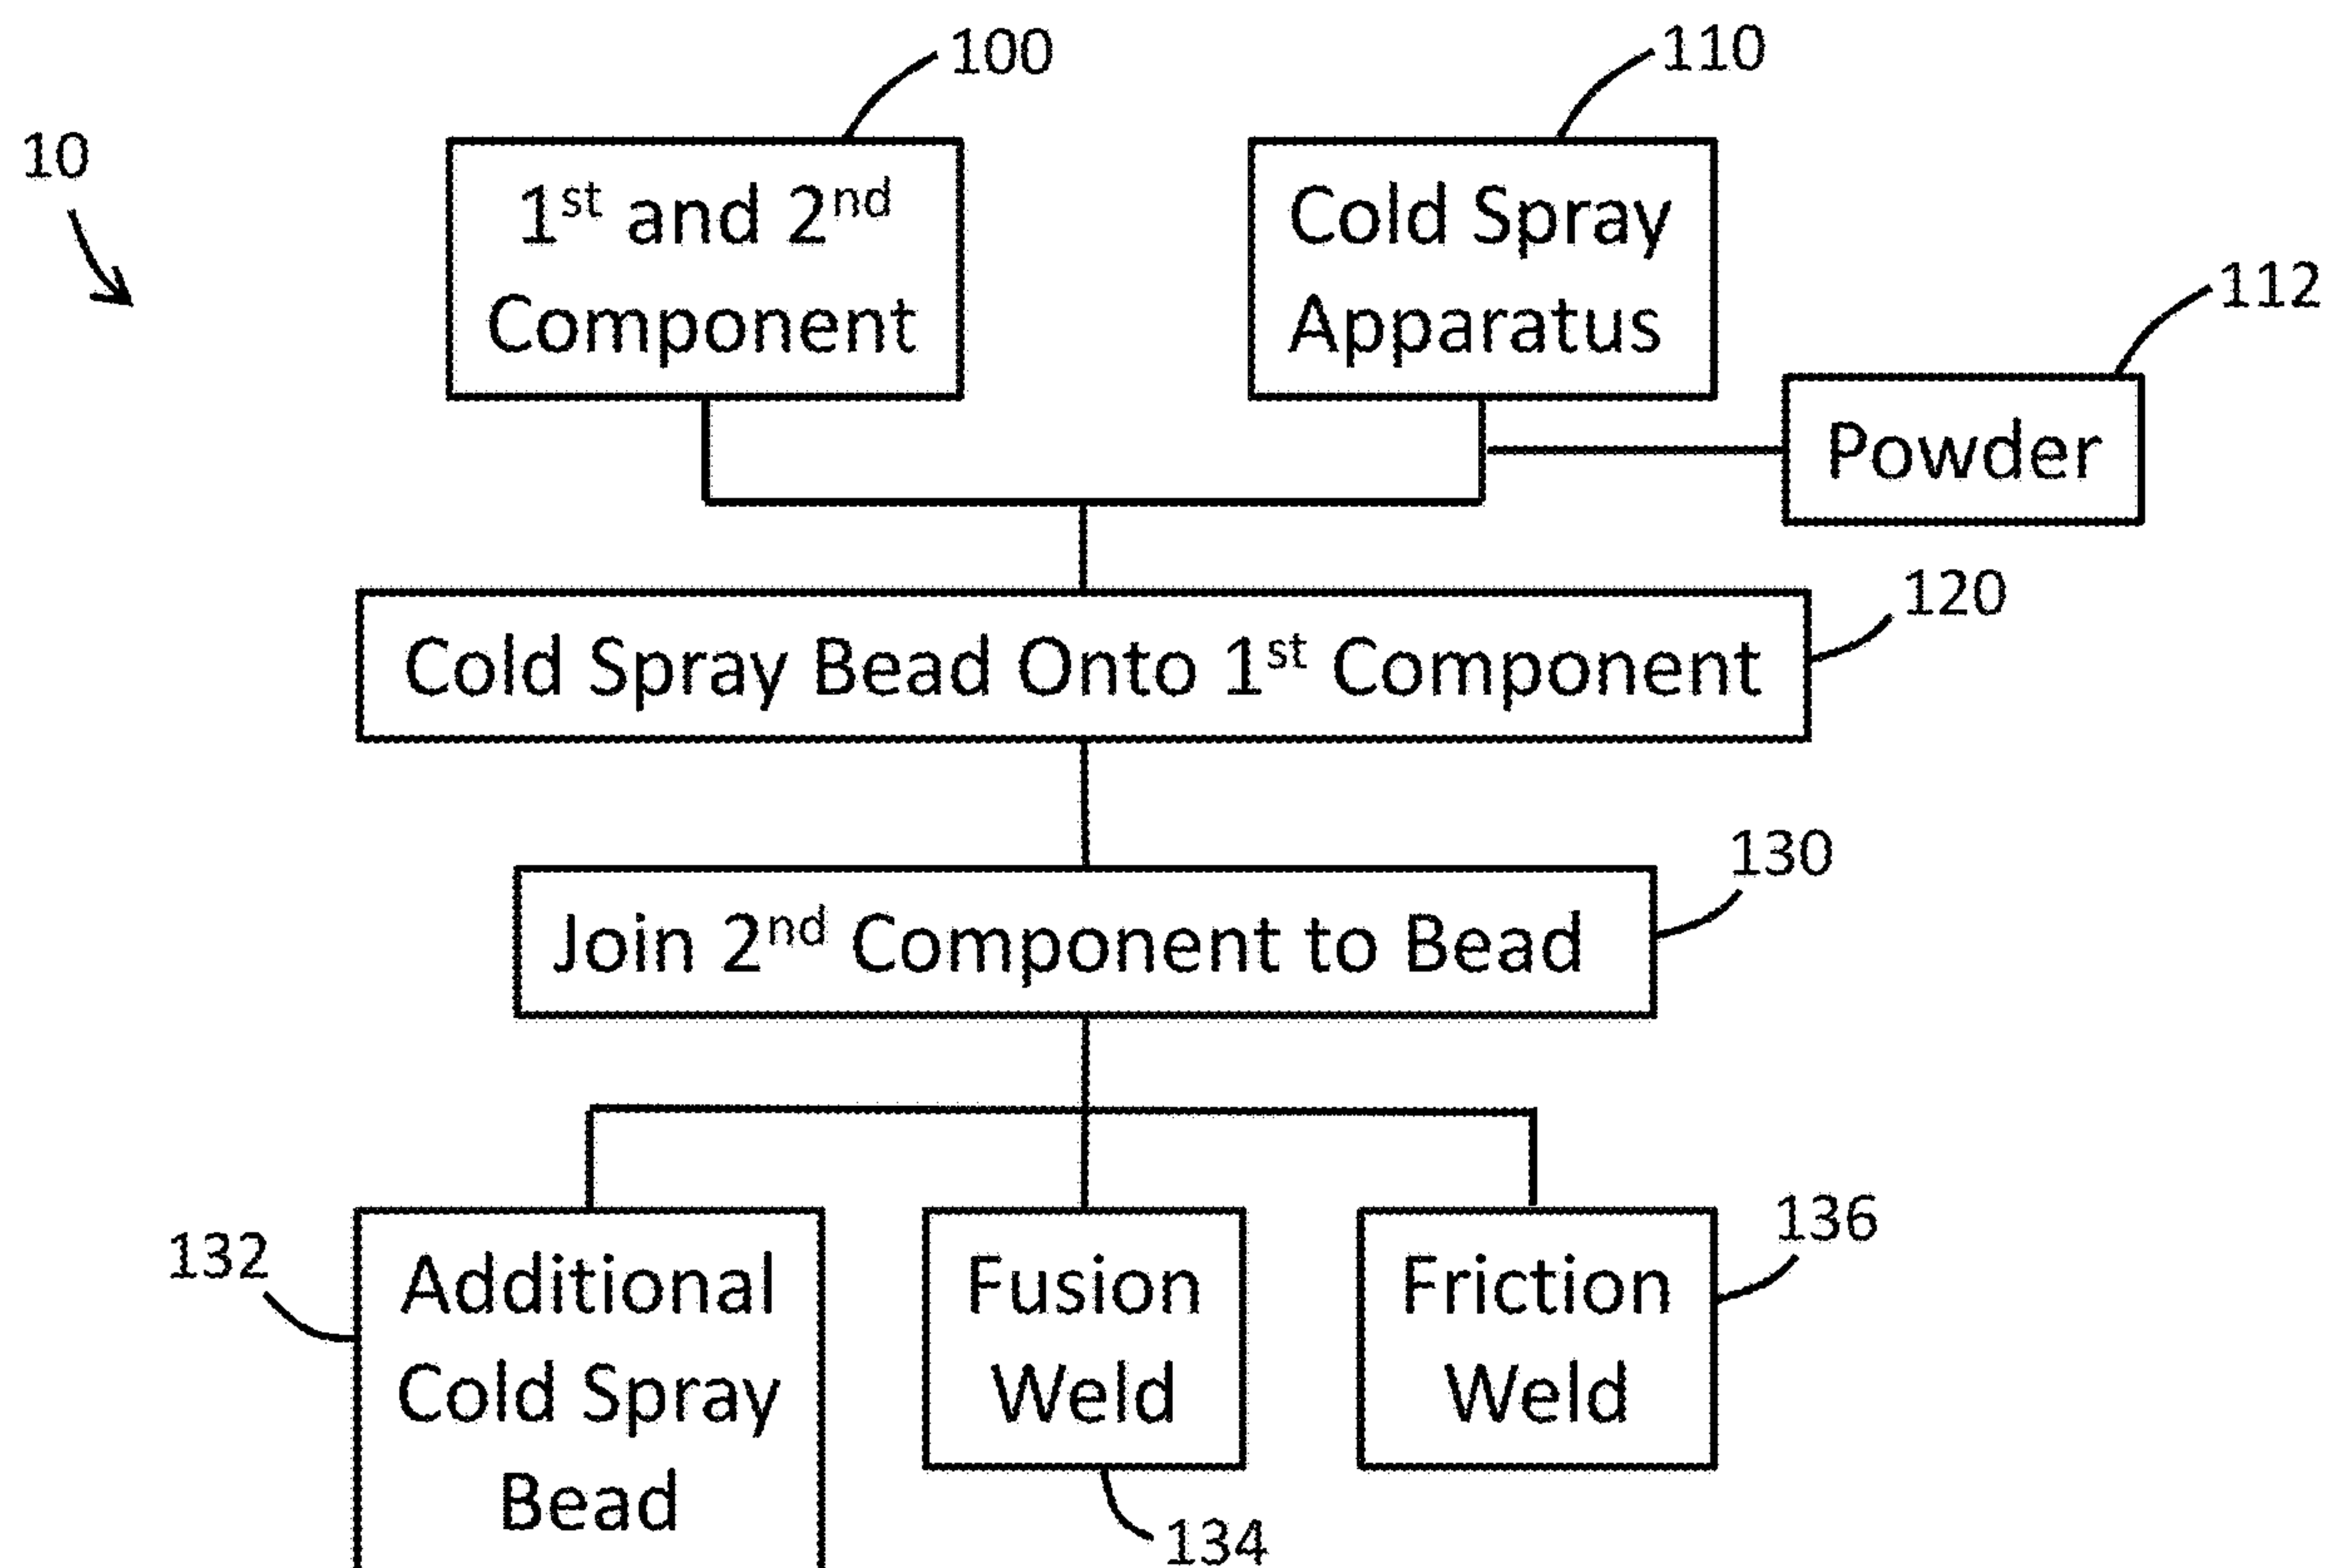 100
110
10
1st and 2nd
Component
Cold Spray
Apparatus
112
Powder
120
Cold Spray Bead Onto 1st Component
130
Join 2nd Component to Bead
132
Additional
Cold Spray
Bead
Fusion
Weld
134
Friction
Weld
136